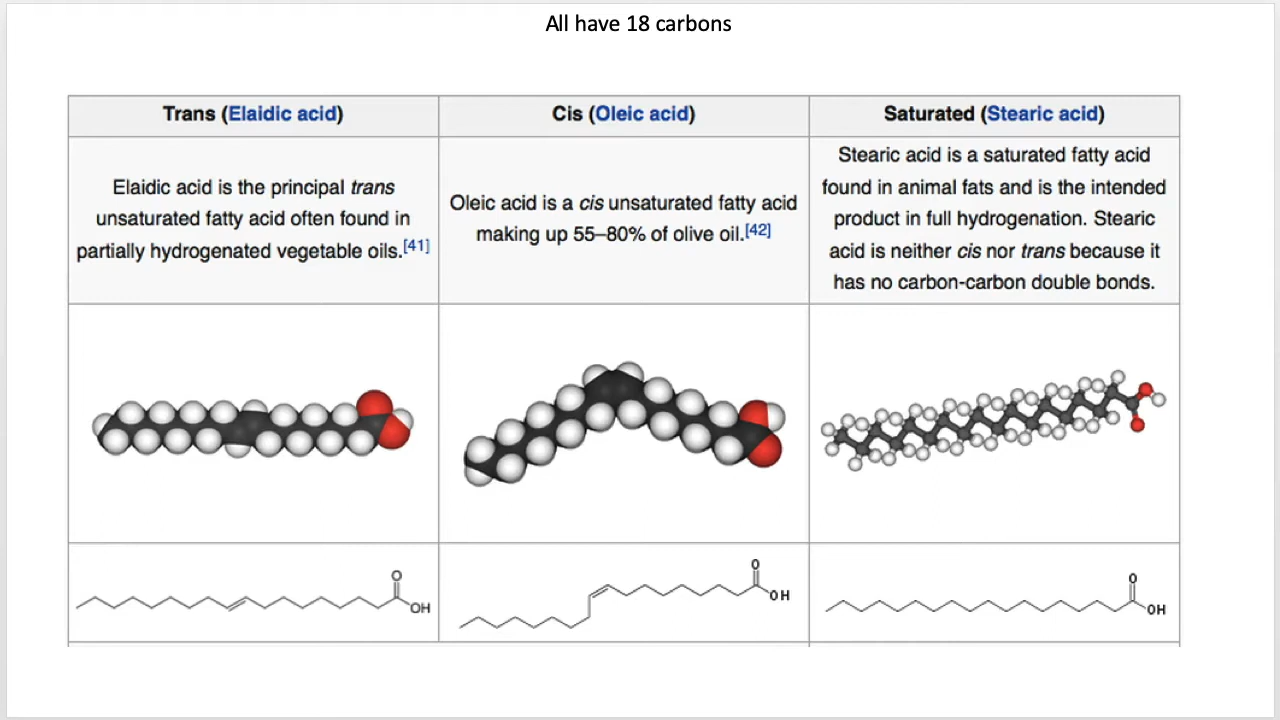 All have 18 carbons
Trans (Elaidic acid)
Cis (Oleic acid)
Saturated (Stearic acid)
Elaidic acid is the principal trans
unsaturated fatty acid often found in
partially hydrogenated vegetable oils.[41]
Oleic acid is a cis unsaturated fatty acid
making up 55–80% of olive oil.[42]
Stearic acid is a saturated fatty acid
found in animal fats and is the intended
product in full hydrogenation. Stearic
acid is neither cis nor trans because it
has no carbon-carbon double bonds.
O
OH
O
OH
O
OH